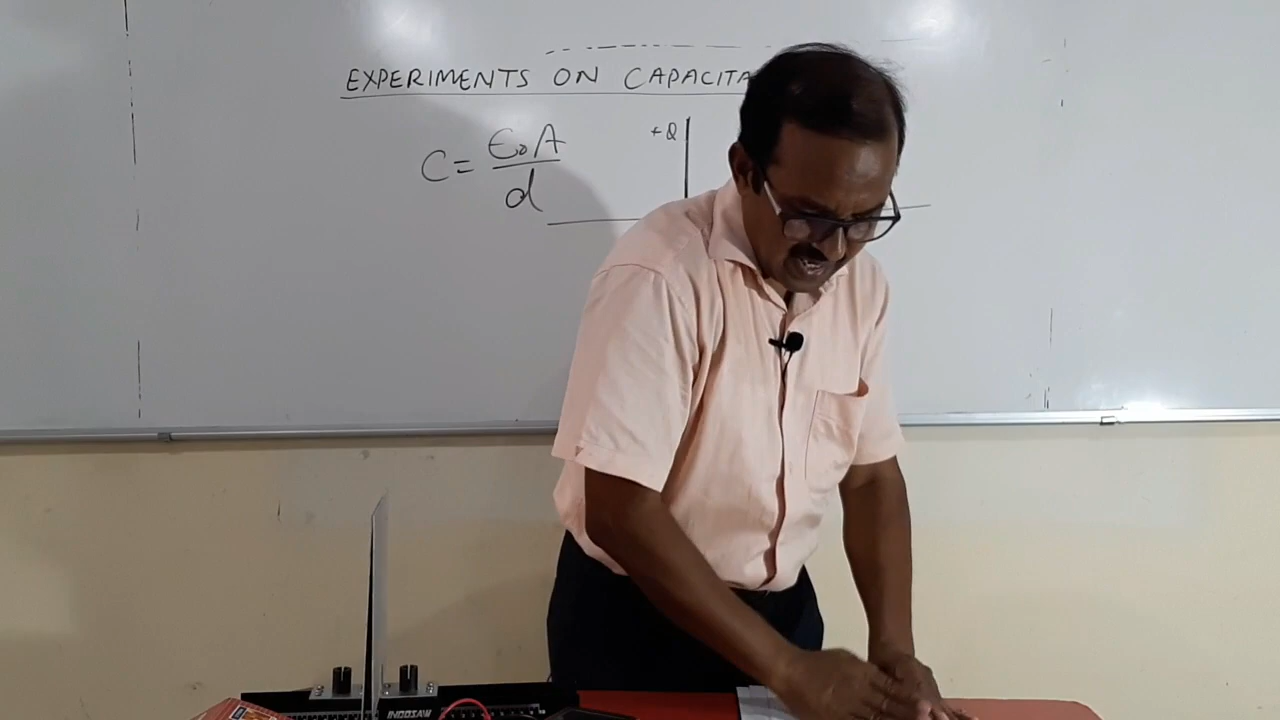 EXPERIMENTS ON CAPACITA
C = ε₀A / d
+Q
INDOSAW